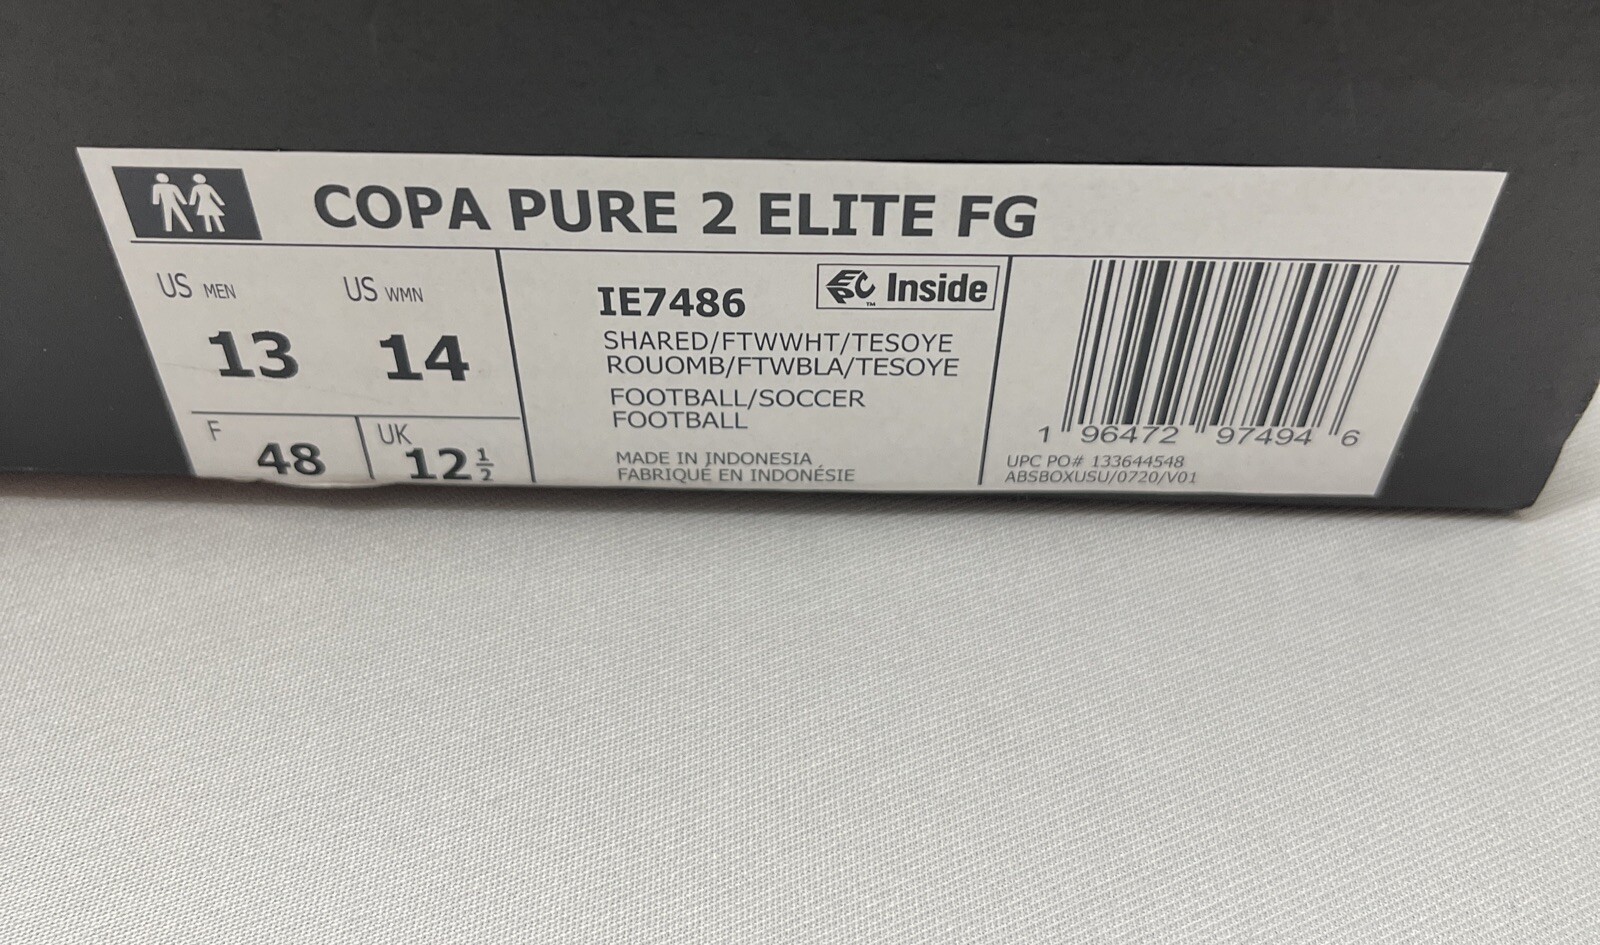 COPA PURE 2 ELITE FG
US MEN
13
US WMN
14
F
48
UK
12 1/2
IE7486
EPC Inside
TM
SHARED/FTWWHT/TESOYE
ROUOMB/FTWBLA/TESOYE
FOOTBALL/SOCCER
FOOTBALL
MADE IN INDONESIA
FABRIQUÉ EN INDONÉSIE
1 96472 97494 6
UPC PO# 133644548
ABSBOXUSU/0720/V01